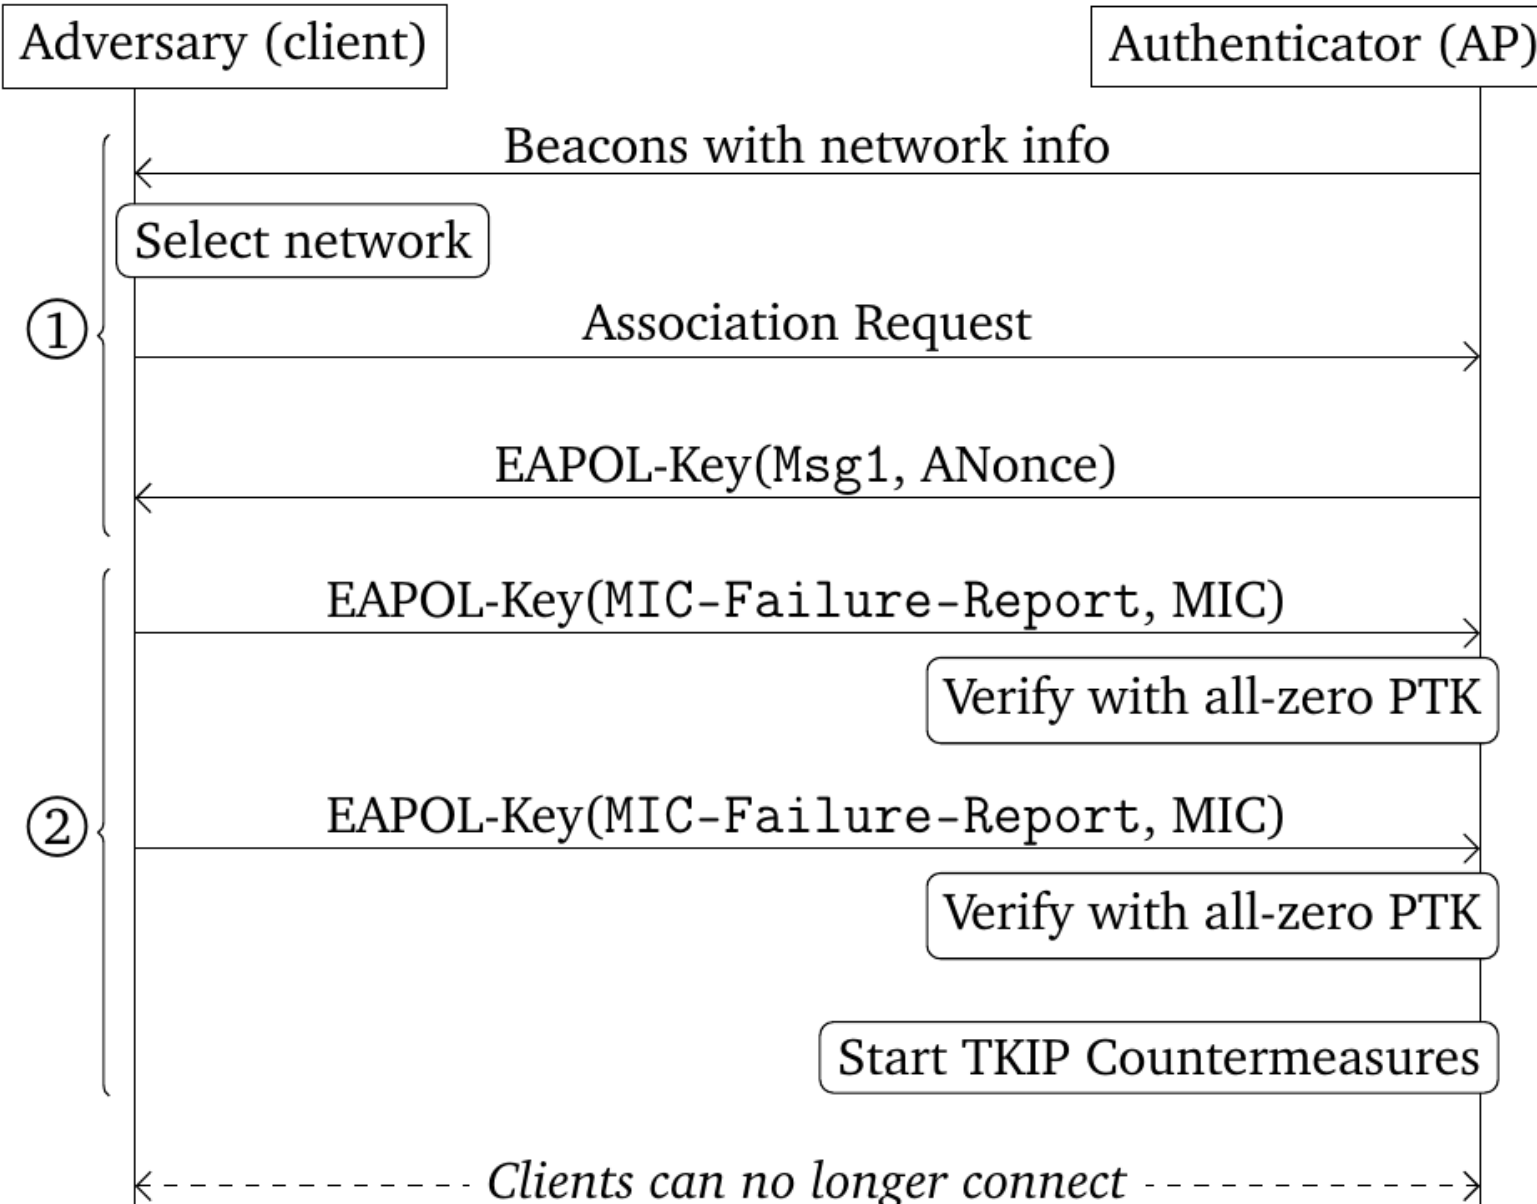 Adversary (client)
Authenticator (AP)
Beacons with network info
Select network
① Association Request
EAPOL-Key(Msg1, ANonce)
EAPOL-Key(MIC-Failure-Report, MIC)
Verify with all-zero PTK
② EAPOL-Key(MIC-Failure-Report, MIC)
Verify with all-zero PTK
Start TKIP Countermeasures
Clients can no longer connect